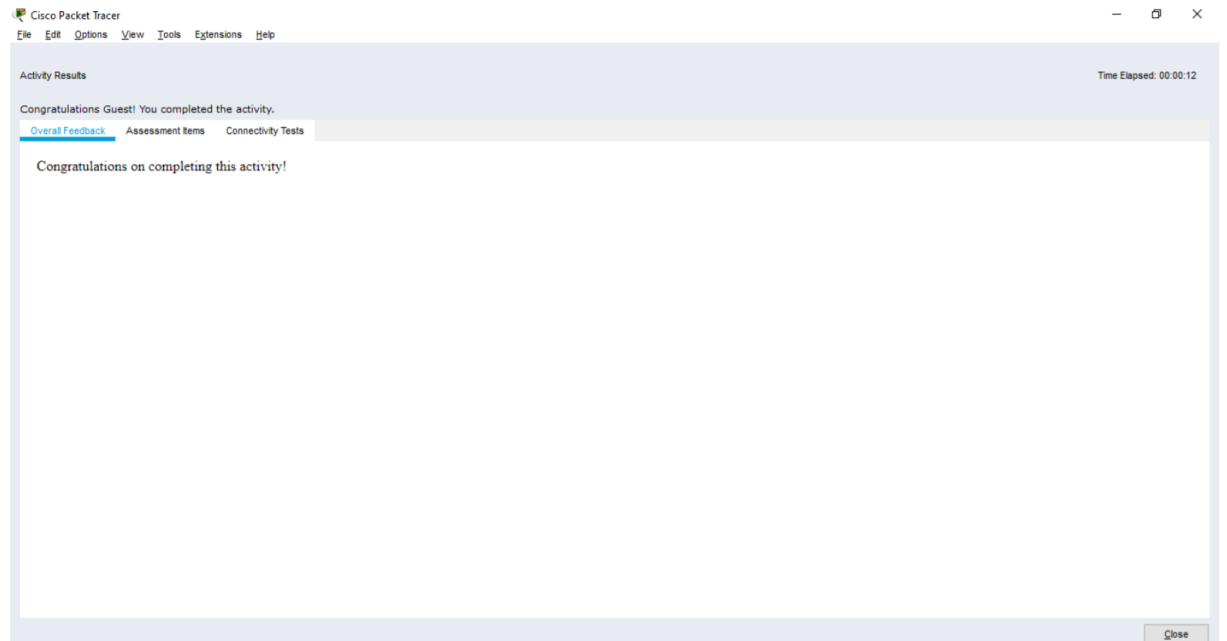 Cisco Packet Tracer
File Edit Options View Tools Extensions Help
Activity Results
Time Elapsed: 00:00:12
Congratulations Guest! You completed the activity.
Overall Feedback Assessment Items Connectivity Tests
Congratulations on completing this activity!
Close